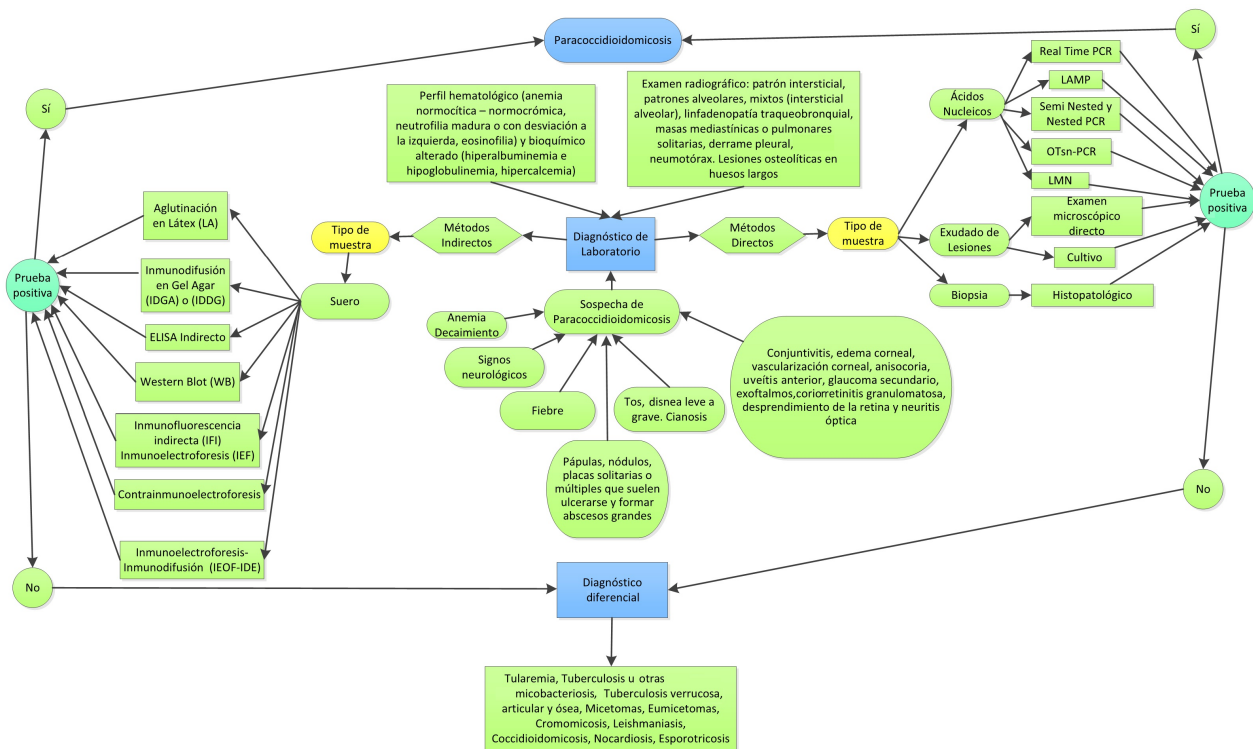 Paracoccidioidomicosis
Sí
Sí
Perfil hematológico (anemia
normocítica – normocrómica,
neutrofilia madura o con desviación a
la izquierda, eosinofilia) y bioquímico
alterado (hiperalbuminemia e
hipoglobulinemia, hipercalcemia)
Examen radiográfico: patrón intersticial,
patrones alveolares, mixtos (intersticial
alveolar), linfadenopatía traqueobronquial,
masas mediastínicas o pulmonares
solitarias, derrame pleural,
neumotórax. Lesiones osteolíticas en
huesos largos
Ácidos
Nucleicos
Real Time PCR
LAMP
Semi Nested y
Nested PCR
OTsn-PCR
LMN
Prueba
positiva
Examen
microscópico
directo
Exudado de
Lesiones
Cultivo
Biopsia
Histopatológico
Tipo de
muestra
Métodos
Directos
Diagnóstico de
Laboratorio
Métodos
Indirectos
Tipo de
muestra
Suero
Aglutinación
en Látex (LA)
Inmunodifusión
en Gel Agar
(IDGA) o (IDDG)
ELISA Indirecto
Western Blot (WB)
Inmunofluorescencia
indirecta (IFI)
Inmunoelectroforesis (IEF)
Contrainmunoelectroforesis
Inmunoelectroforesis-
Inmunodifusión (IEOF-IDE)
Prueba
positiva
Sospecha de
Paracoccidioidomicosis
Anemia
Decaimiento
Signos
neurológicos
Fiebre
Tos, disnea leve a
grave. Cianosis
Conjuntivitis, edema corneal,
vascularización corneal, anisocoria,
uveítis anterior, glaucoma secundario,
exoftalmos,coriorretinitis granulomatosa,
desprendimiento de la retina y neuritis
óptica
Pápulas, nódulos,
placas solitarias o
múltiples que suelen
ulcerarse y formar
abscesos grandes
No
No
Diagnóstico
diferencial
Tularemia, Tuberculosis u otras
micobacteriosis, Tuberculosis verrucosa,
articular y ósea, Micetomas, Eumicetomas,
Cromomicosis, Leishmaniasis,
Coccidioidomicosis, Nocardiosis, Esporotricosis